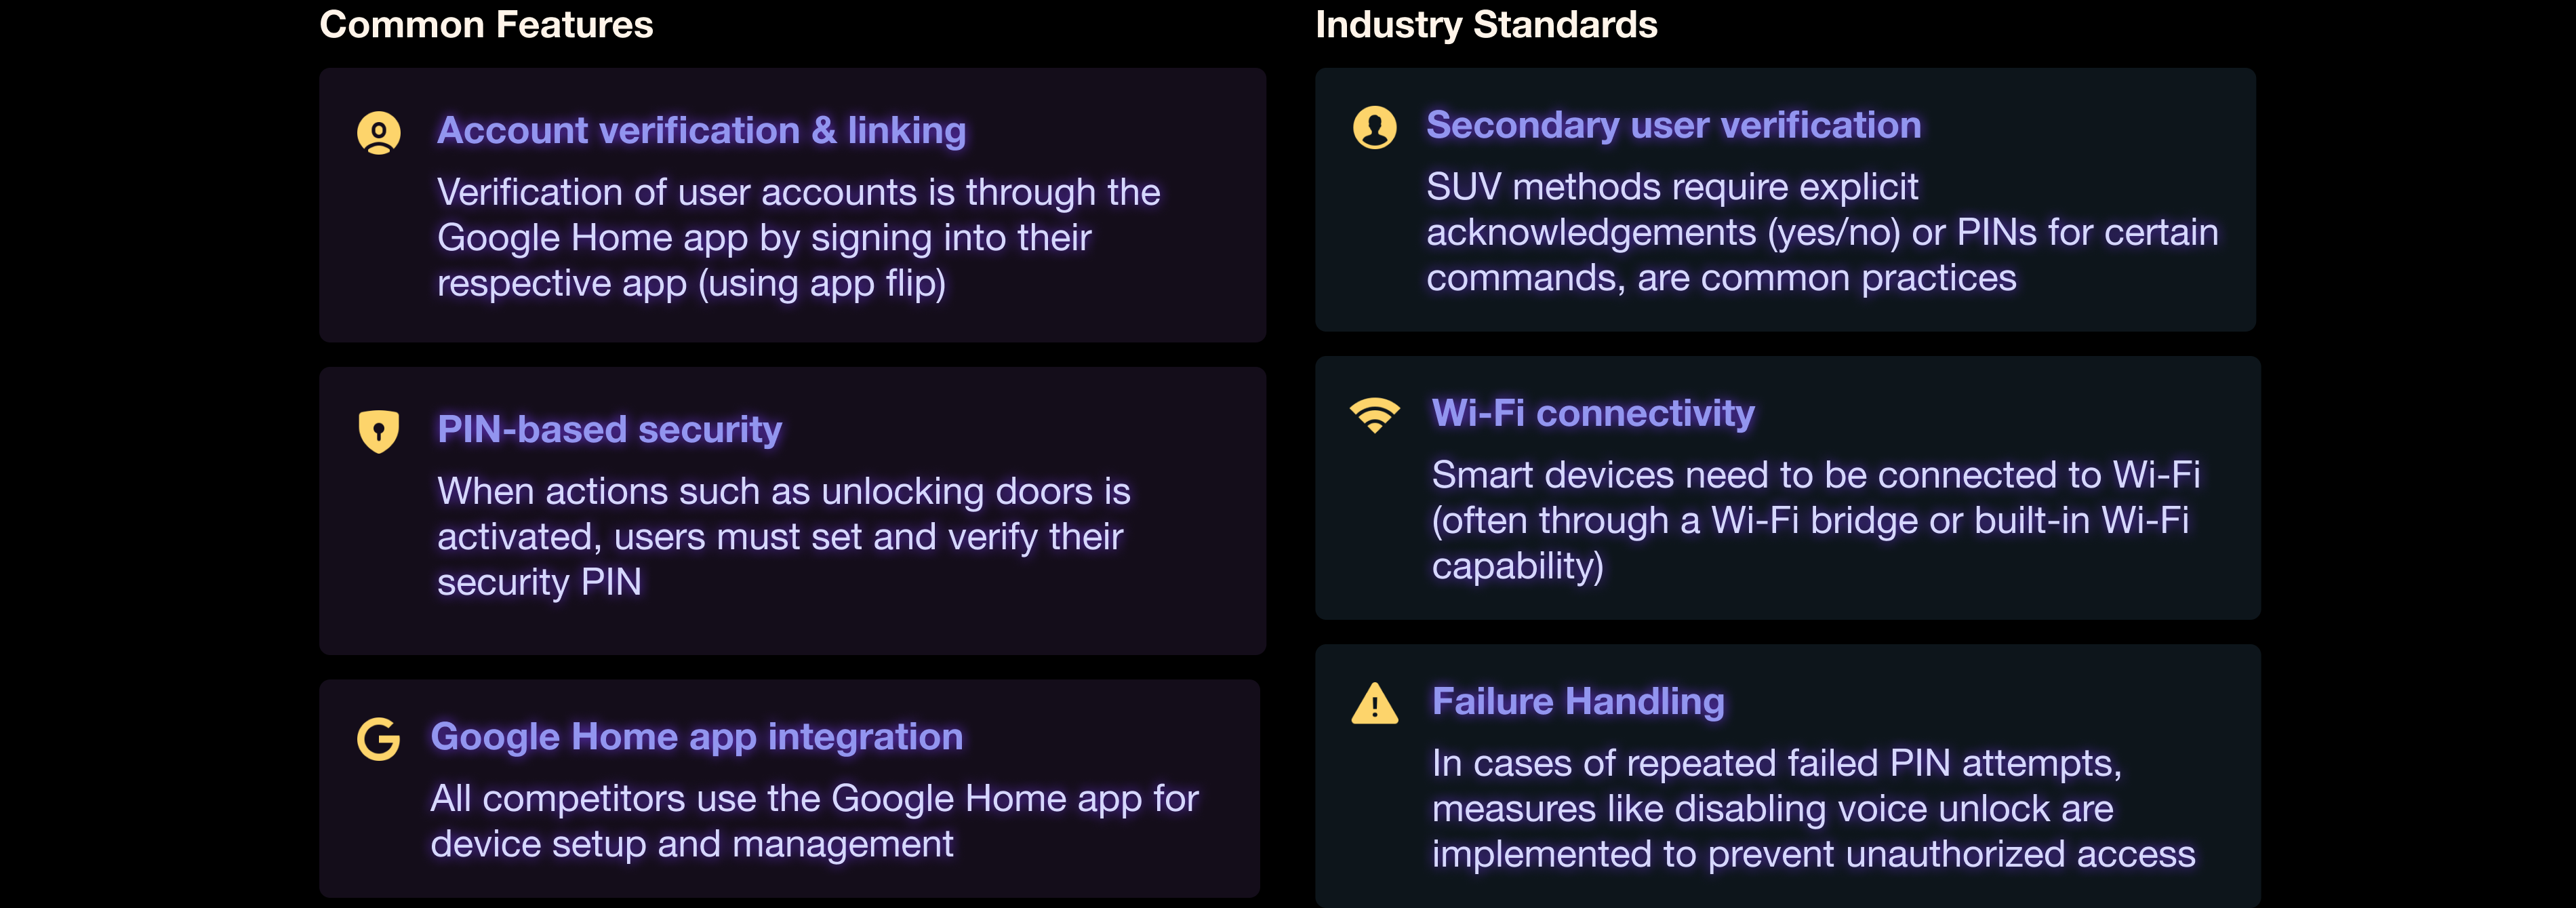 Common Features
Account verification & linking
Verification of user accounts is through the
Google Home app by signing into their
respective app (using app flip)
PIN-based security
When actions such as unlocking doors is
activated, users must set and verify their
security PIN
Google Home app integration
All competitors use the Google Home app for
device setup and management
Industry Standards
Secondary user verification
SUV methods require explicit
acknowledgements (yes/no) or PINs for certain
commands, are common practices
Wi-Fi connectivity
Smart devices need to be connected to Wi-Fi
(often through a Wi-Fi bridge or built-in Wi-Fi
capability)
Failure Handling
In cases of repeated failed PIN attempts,
measures like disabling voice unlock are
implemented to prevent unauthorized access